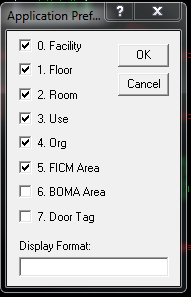 Application Pref...
0. Facility
OK
1. Floor
Cancel
2. Room
3. Use
4. Org
5. FICM Area
6. BOMA Area
7. Door Tag
Display Format: